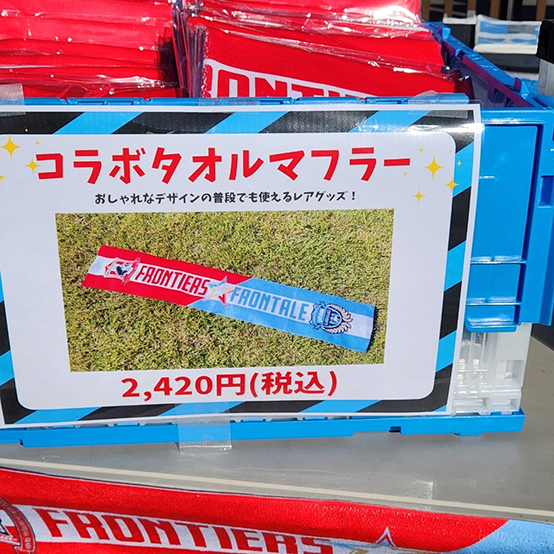 ONTIERS
コラボタオルマフラー
おしゃれなデザインの普段でも使えるレアグッズ！
FRONTIERS
FRONTALE
2,420円(税込)
FRONTIERS